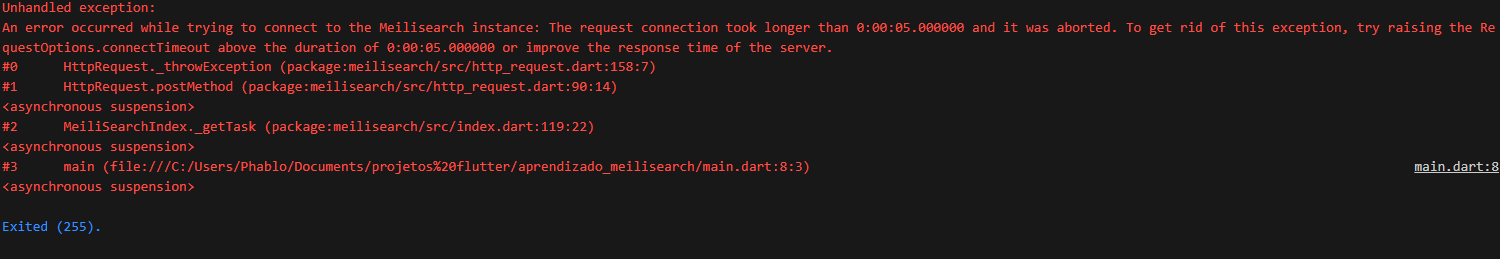 Unhandled exception:
An error occurred while trying to connect to the Meilisearch instance: The request connection took longer than 0:00:05.000000 and it was aborted. To get rid of this exception, try raising the Re
questOptions.connectTimeout above the duration of 0:00:05.000000 or improve the response time of the server.
#0      HttpRequest._throwException (package:meilisearch/src/http_request.dart:158:7)
#1      HttpRequest.postMethod (package:meilisearch/src/http_request.dart:90:14)
<asynchronous suspension>
#2      MeiliSearchIndex._getTask (package:meilisearch/src/index.dart:119:22)
<asynchronous suspension>
#3      main (file:///C:/Users/Phablo/Documents/projetos%20flutter/aprendizado_meilisearch/main.dart:8:3) main.dart:8
<asynchronous suspension>
Exited (255).